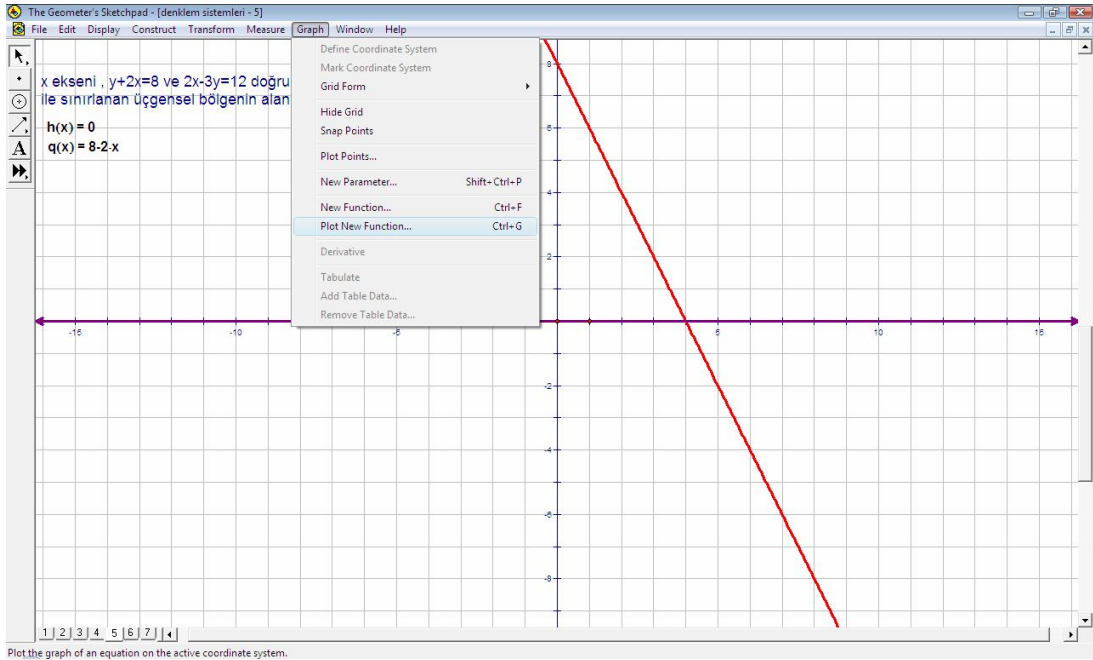 The Geometer's Sketchpad - [denklem sistemleri - 5]
File Edit Display Construct Transform Measure Graph Window Help
x ekseni , y+2x=8 ve 2x-3y=12 doğru
ile sınırlanan üçgensel bölgenin alan
h(x) = 0
q(x) = 8-2·x
Define Coordinate System
Mark Coordinate System
Grid Form
Hide Grid
Snap Points
Plot Points...
New Parameter... Shift+Ctrl+P
New Function... Ctrl+F
Plot New Function... Ctrl+G
Derivative
Tabulate
Add Table Data...
Remove Table Data...
A
8
6
4
2
-15 -10 -5 5 10 15
-2
-4
-6
-8
1 2 3 4 5 6 7
Plot the graph of an equation on the active coordinate system.